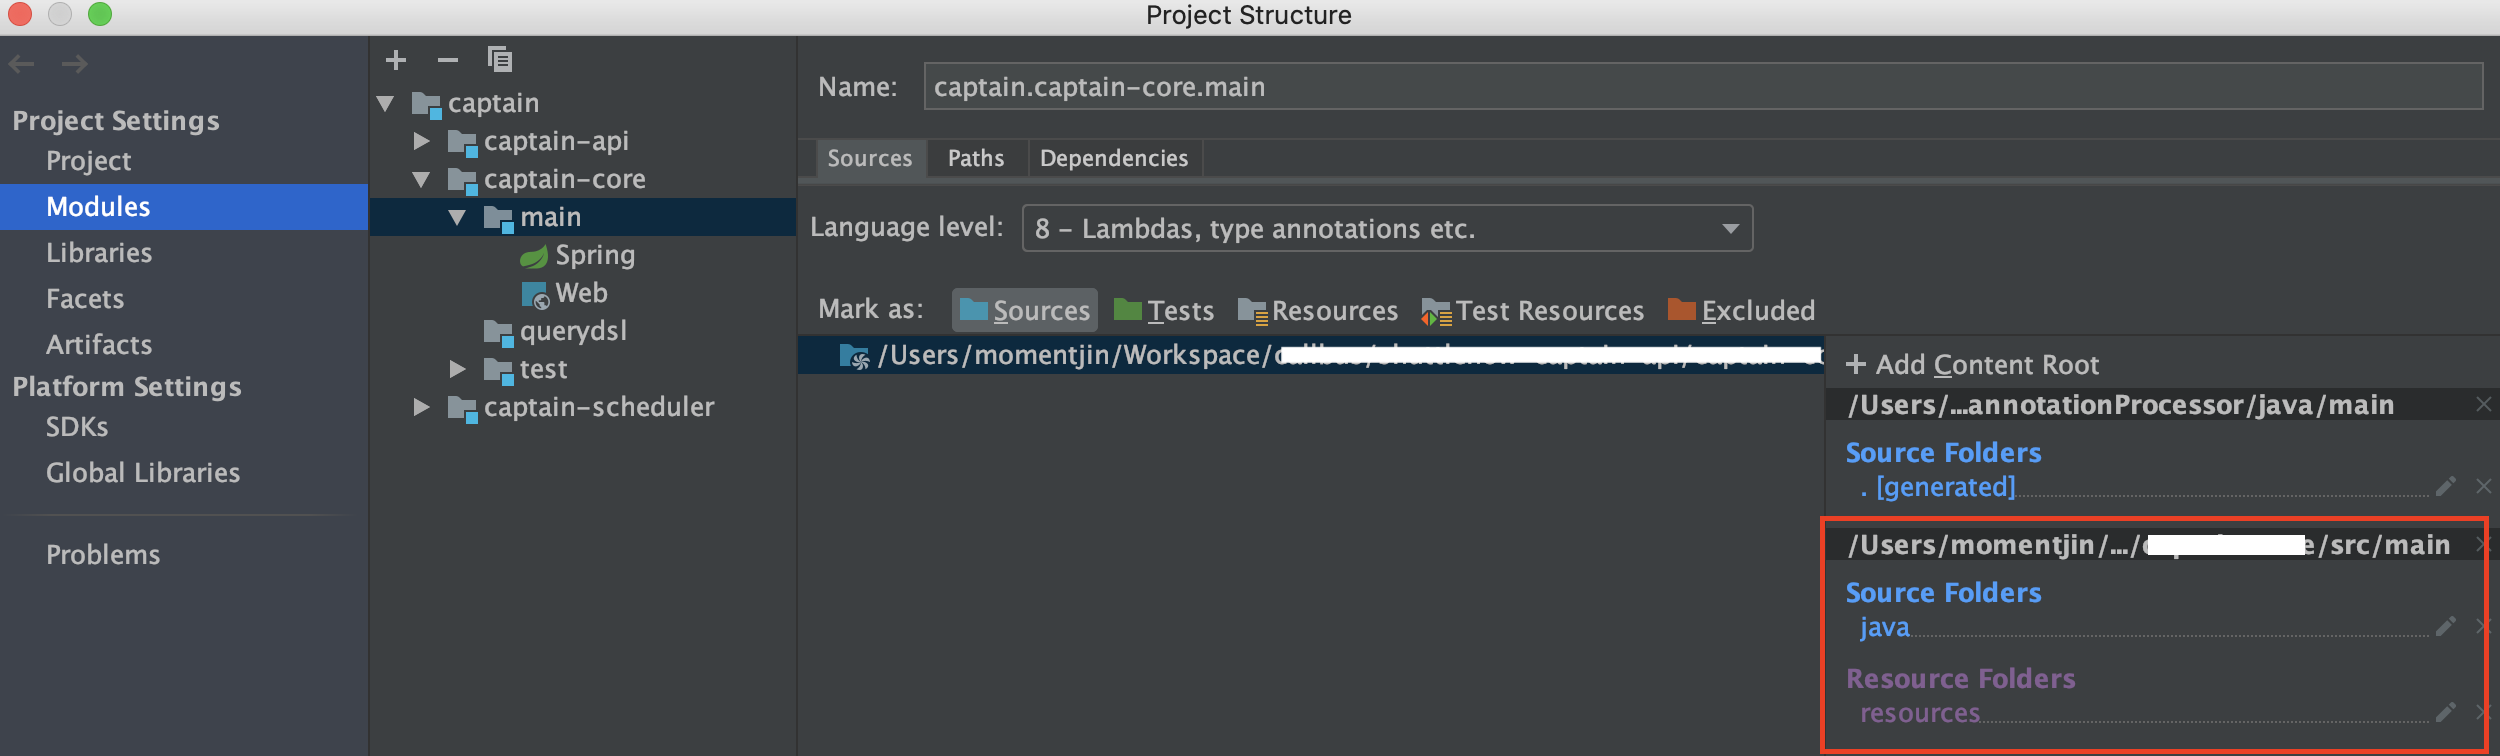 Project Structure
Project Settings
Project
Modules
Libraries
Facets
Artifacts
Platform Settings
SDKs
Global Libraries
Problems
captain
captain-api
captain-core
main
Spring
Web
querydsl
test
captain-scheduler
Name: captain.captain-core.main
Sources Paths Dependencies
Language level: 8 – Lambdas, type annotations etc.
Mark as: Sources Tests Resources Test Resources Excluded
/Users/momentjin/Workspace/
+ Add Content Root
/Users/...annotationProcessor/java/main
Source Folders
. [generated]
/Users/momentjin/.../ e/src/main
Source Folders
java
Resource Folders
resources